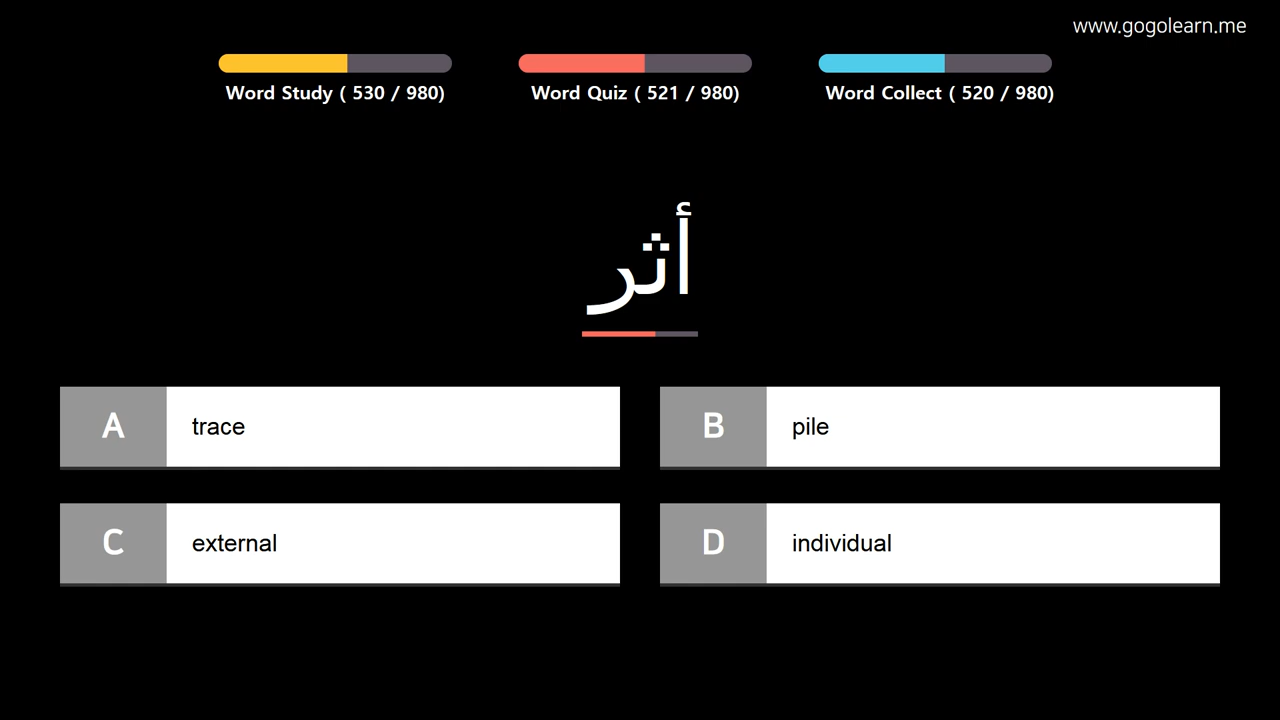 www.gogolearn.me
Word Study ( 530 / 980)
Word Quiz ( 521 / 980)
Word Collect ( 520 / 980)
أثر
A trace
B pile
C external
D individual